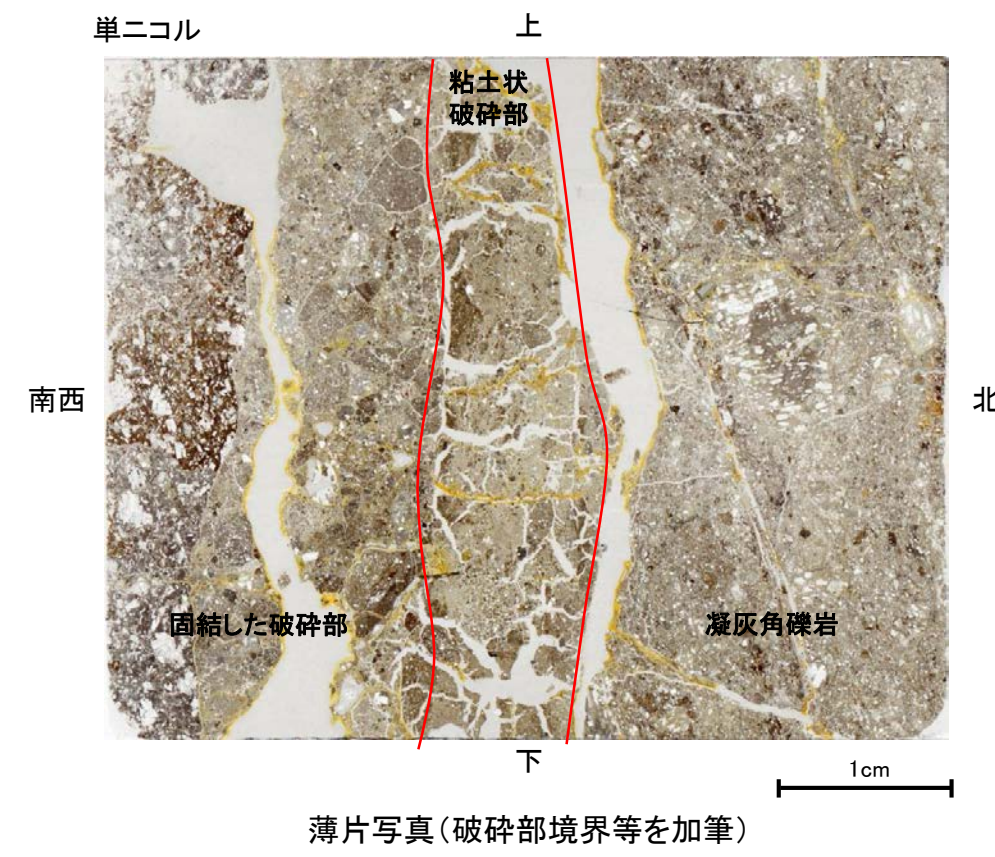 単ニコル
上
粘土状
破砕部
南西
北
固結した破砕部
凝灰角礫岩
下
1cm
薄片写真(破砕部境界等を加筆)